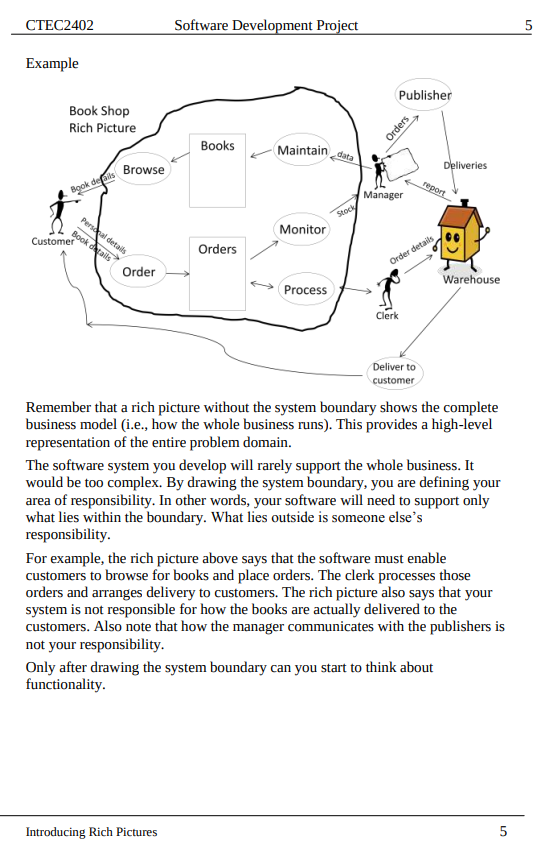 CTEC2402 Software Development Project 5
Example
Publisher
Book Shop
Rich Picture
Orders
Books
Maintain
data
Deliveries
Browse
Book details
Manager
report
Stock
Personal details
Book details
Customer
Monitor
Orders
Order details
Order
Process
Warehouse
Clerk
Deliver to
customer
Remember that a rich picture without the system boundary shows the complete
business model (i.e., how the whole business runs). This provides a high-level
representation of the entire problem domain.
The software system you develop will rarely support the whole business. It
would be too complex. By drawing the system boundary, you are defining your
area of responsibility. In other words, your software will need to support only
what lies within the boundary. What lies outside is someone else’s
responsibility.
For example, the rich picture above says that the software must enable
customers to browse for books and place orders. The clerk processes those
orders and arranges delivery to customers. The rich picture also says that your
system is not responsible for how the books are actually delivered to the
customers. Also note that how the manager communicates with the publishers is
not your responsibility.
Only after drawing the system boundary can you start to think about
functionality.
Introducing Rich Pictures 5